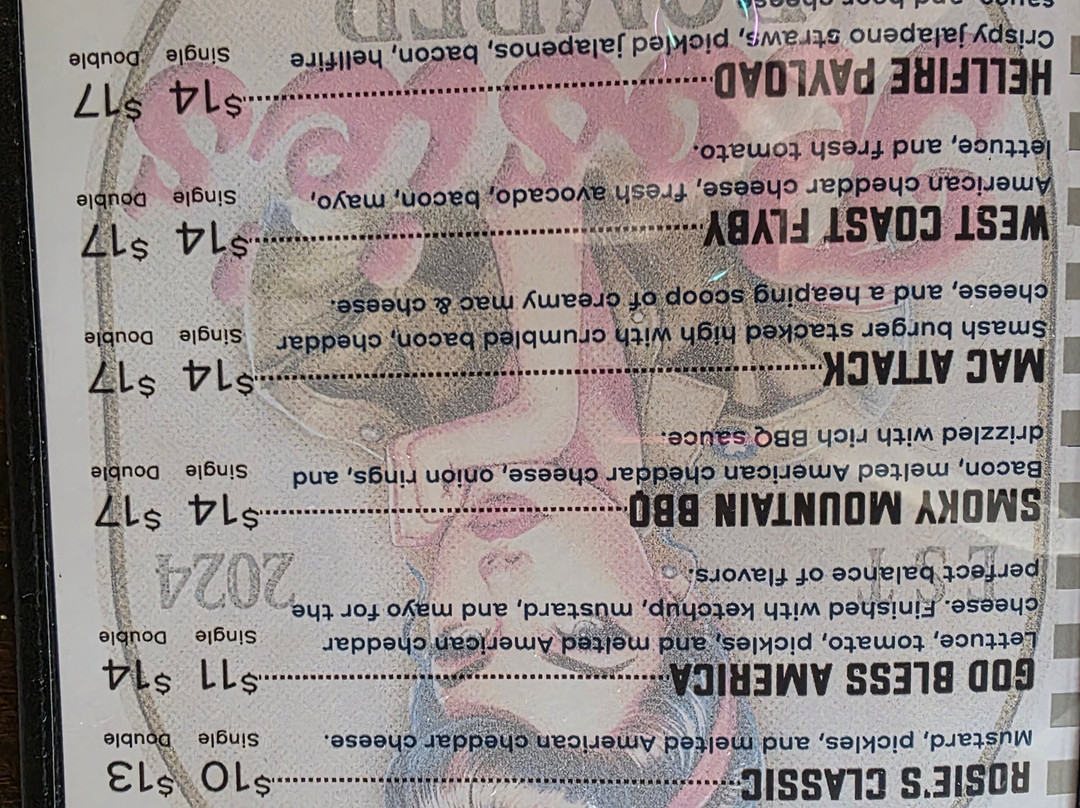 ROSIE'S CLASSIC $10 $13
Mustard, pickles, and melted American cheddar cheese. Single Double
GOD BLESS AMERICA $11 $14
Lettuce, tomato, pickles, and melted American cheddar Single Double
cheese. Finished with ketchup, mustard, and mayo for the
perfect balance of flavors.
EST 2024
SMOKY MOUNTAIN BBQ $14 $17
Bacon, melted American cheddar cheese, onion rings, and Single Double
drizzled with rich BBQ sauce.
MAC ATTACK $14 $17
Smash burger stacked high with crumbled bacon, cheddar Single Double
cheese, and a heaping scoop of creamy mac & cheese.
WEST COAST FLYBY $14 $17
American cheddar cheese, fresh avocado, bacon, mayo, Single Double
lettuce, and fresh tomato.
HELLFIRE PAYLOAD $14 $17
Crispy jalapeno straws, pickled jalapenos, bacon, hellfire Single Double
sauce and beer cheese